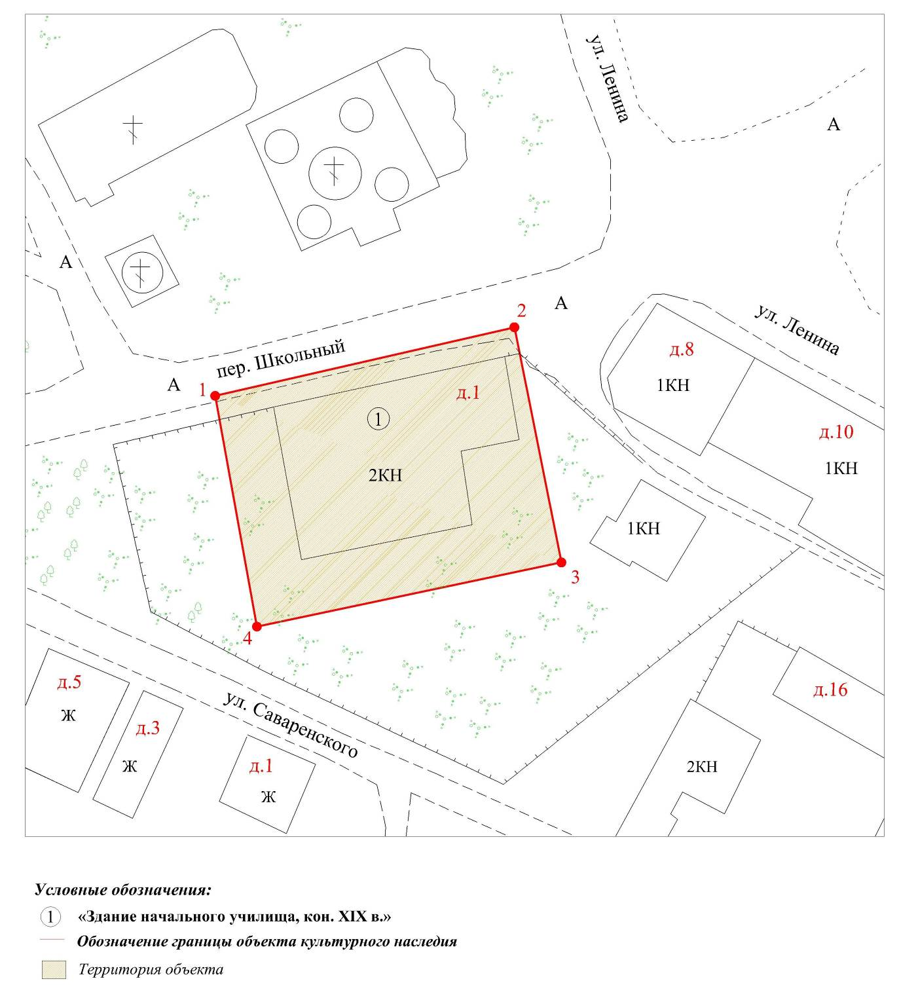 ул. Ленина
А
А
2
А
ул. Ленина
д.8
пер. Школьный
1КН
А
1
д.1
1
д.10
1КН
2КН
1КН
3
4
д.5
д.16
ул. Саваренского
Ж
д.3
Ж
д.1
2КН
Ж
Условные обозначения:
1 «Здание начального училища, кон. XIX в.»
Обозначение границы объекта культурного наследия
Территория объекта